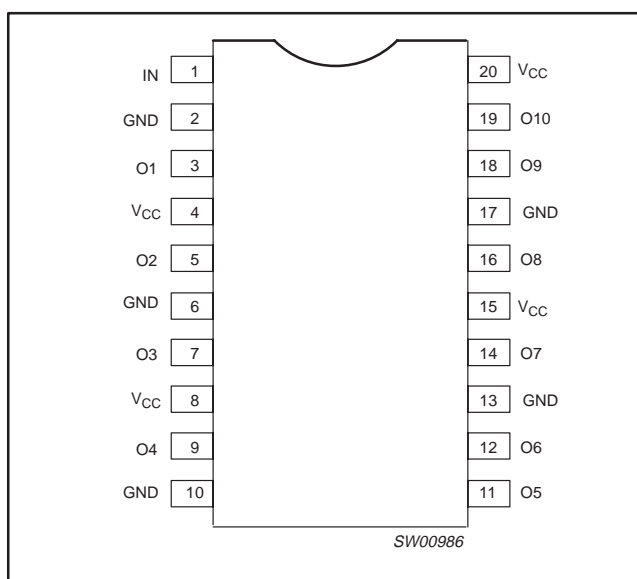 IN 1 20 VCC
GND 2 19 O10
O1 3 18 O9
VCC 4 17 GND
O2 5 16 O8
GND 6 15 VCC
O3 7 14 O7
VCC 8 13 GND
O4 9 12 O6
GND 10 11 O5
SW00986